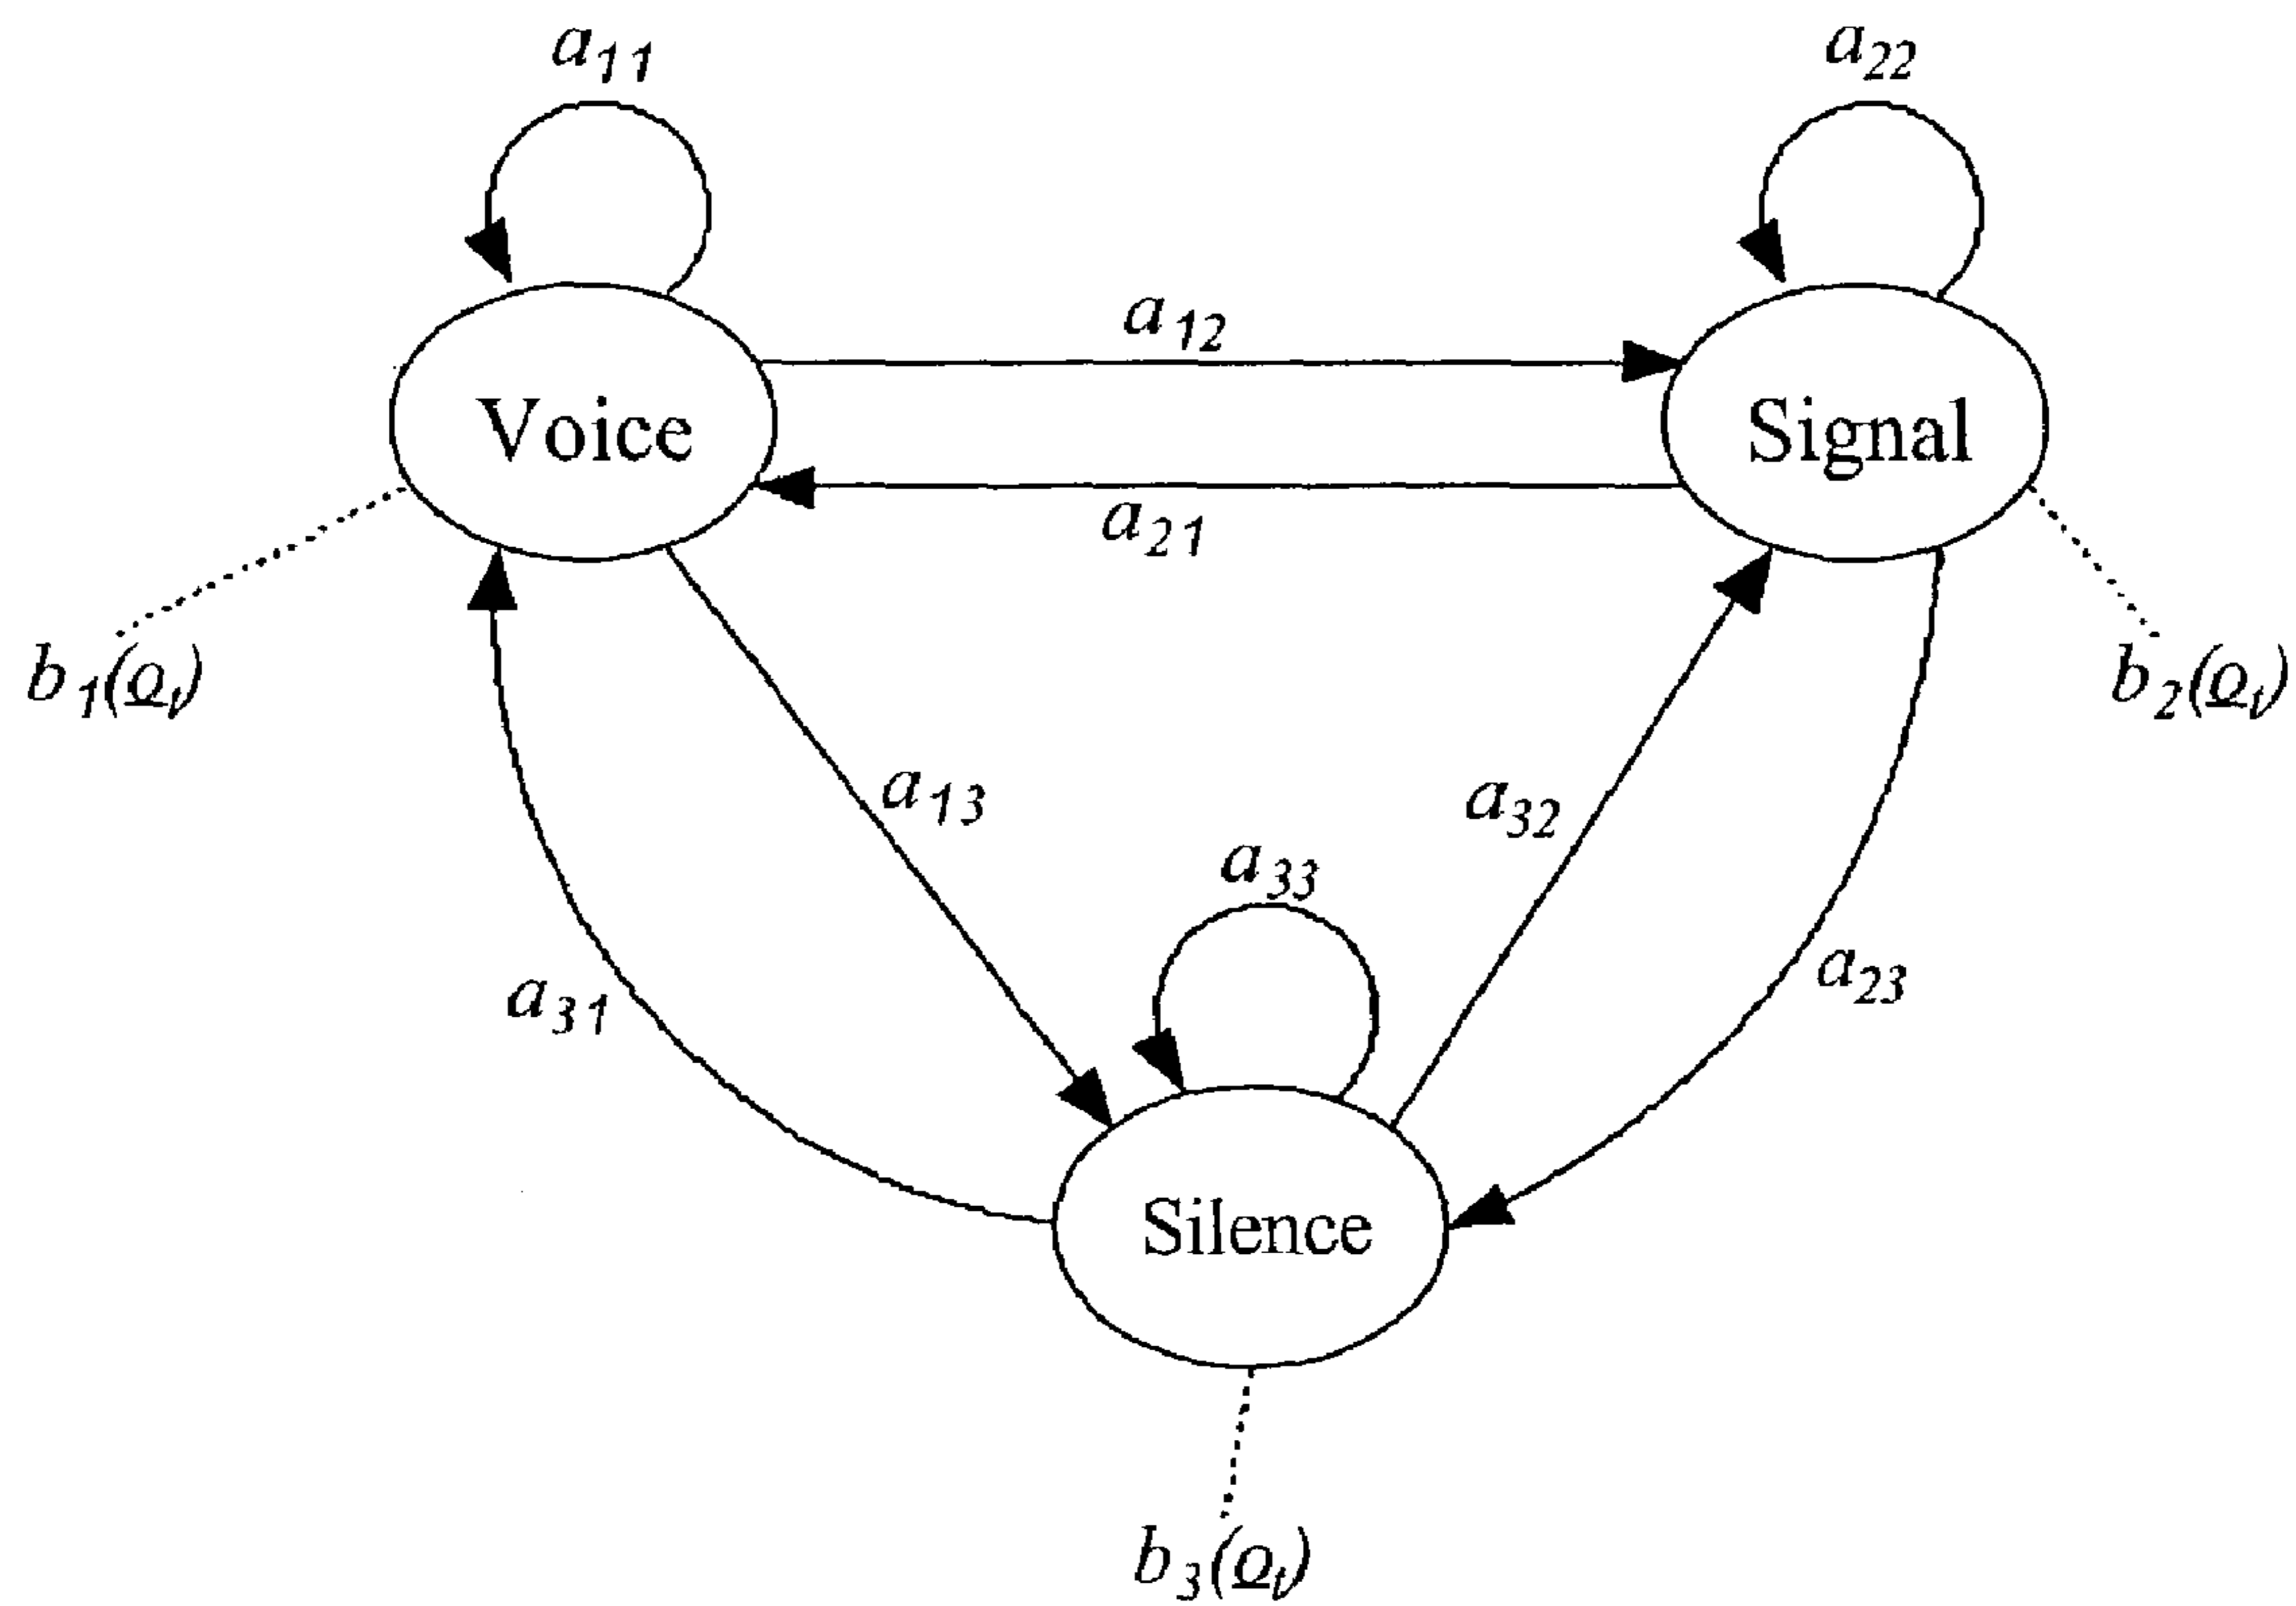 a11
a22
a12
Voice
Signal
a21
b1(Ot)
b2(Ot)
a13
a32
a33
a23
a31
Silence
b3(Ot)